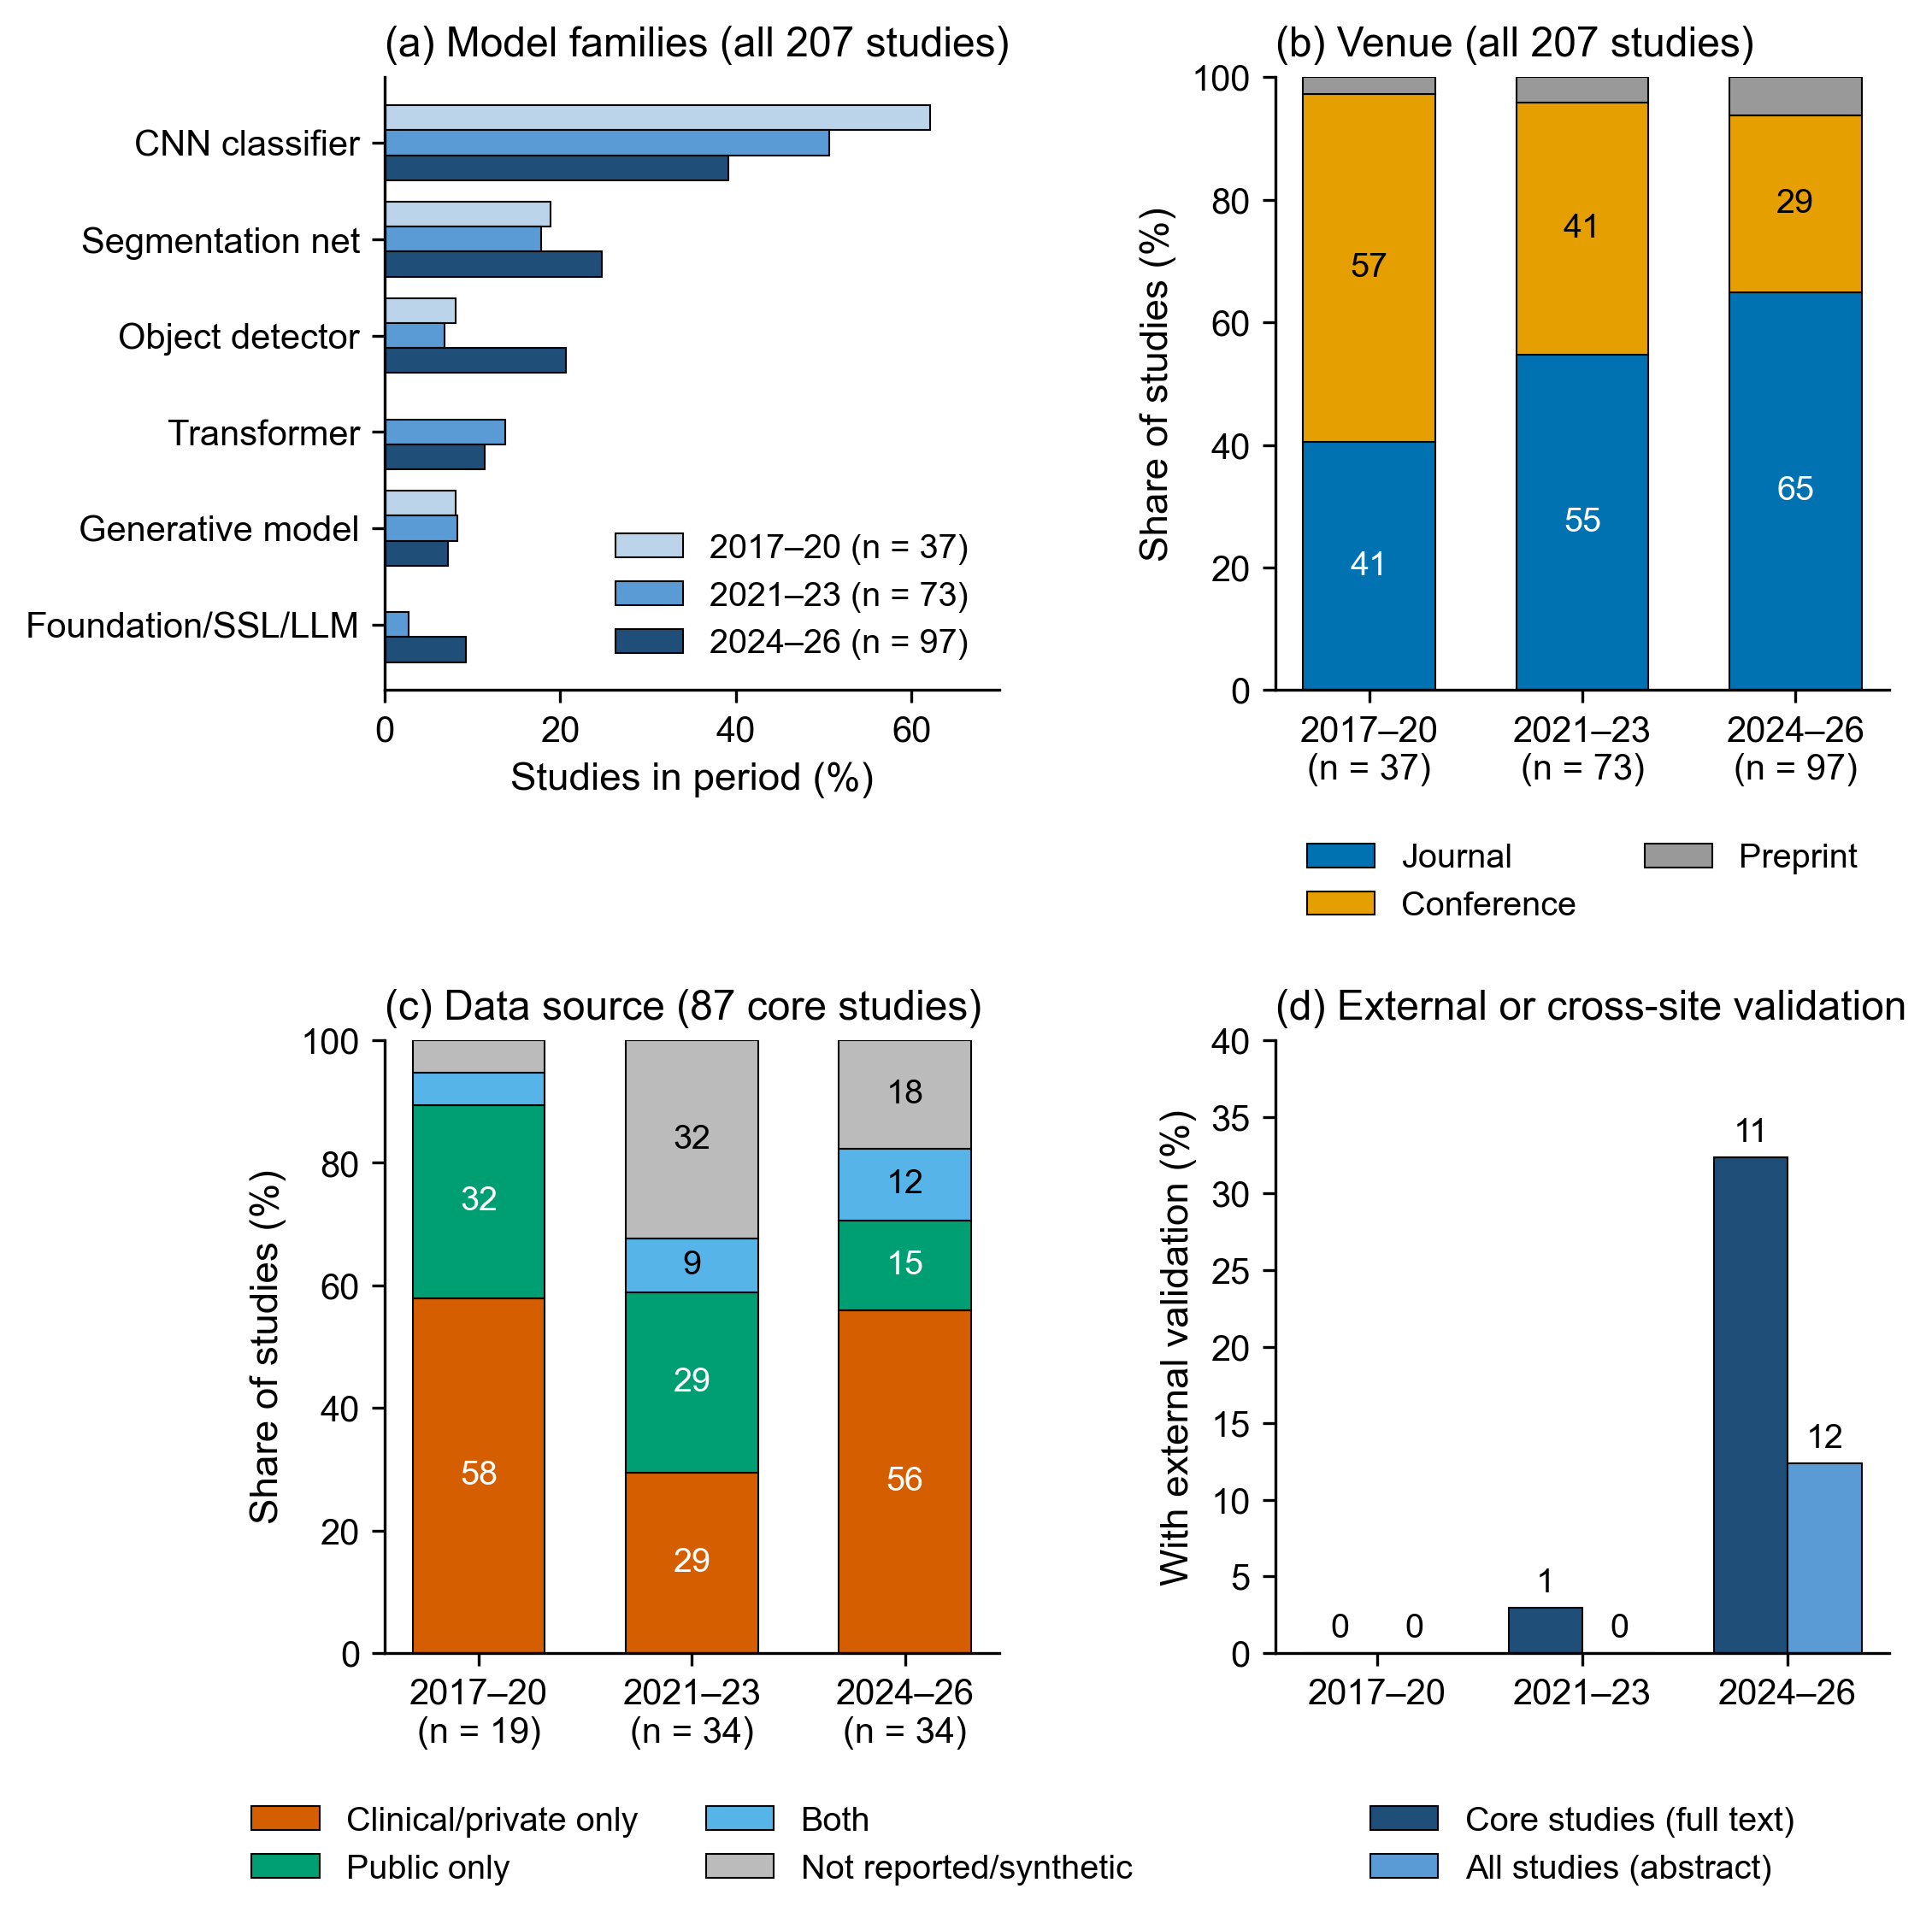 (a) Model families (all 207 studies)
CNN classifier
Segmentation net
Object detector
Transformer
Generative model
Foundation/SSL/LLM
2017–20 (n = 37)
2021–23 (n = 73)
2024–26 (n = 97)
0 20 40 60
Studies in period (%)
(b) Venue (all 207 studies)
Share of studies (%)
100
80
60
40
20
0
57
41
41
55
29
65
2017–20 2021–23 2024–26
(n = 37) (n = 73) (n = 97)
Journal
Conference
Preprint
(c) Data source (87 core studies)
Share of studies (%)
100
80
60
40
20
0
32
58
32
9
29
29
18
12
15
56
2017–20 2021–23 2024–26
(n = 19) (n = 34) (n = 34)
Clinical/private only
Public only
Both
Not reported/synthetic
(d) External or cross-site validation
With external validation (%)
40
35
30
25
20
15
10
5
0
0 0
1 0
11
12
2017–20 2021–23 2024–26
Core studies (full text)
All studies (abstract)